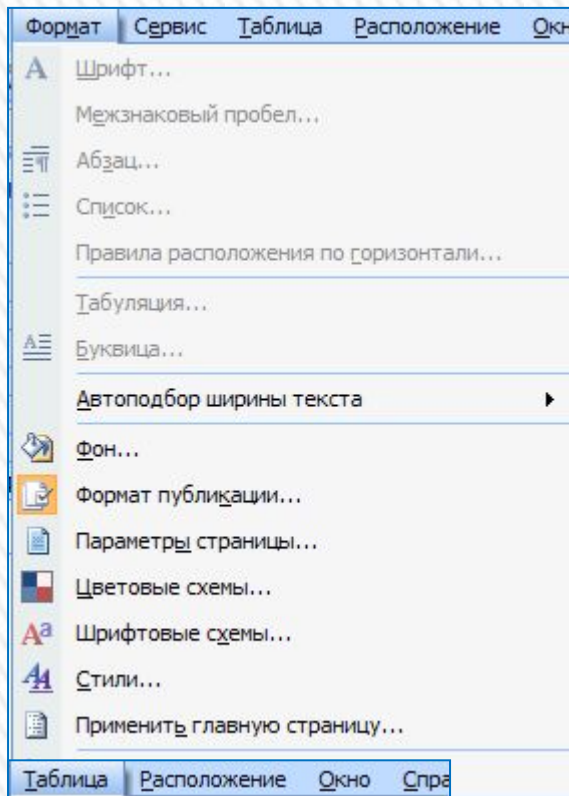 Формат Сервис Таблица Расположение Окн
Шрифт...
Межзнаковый пробел...
Абзац...
Список...
Правила расположения по горизонтали...
Табуляция...
Буквица...
Автоподбор ширины текста
Фон...
Формат публикации...
Параметры страницы...
Цветовые схемы...
Шрифтовые схемы...
Стили...
Применить главную страницу...
Таблица Расположение Окно Спра